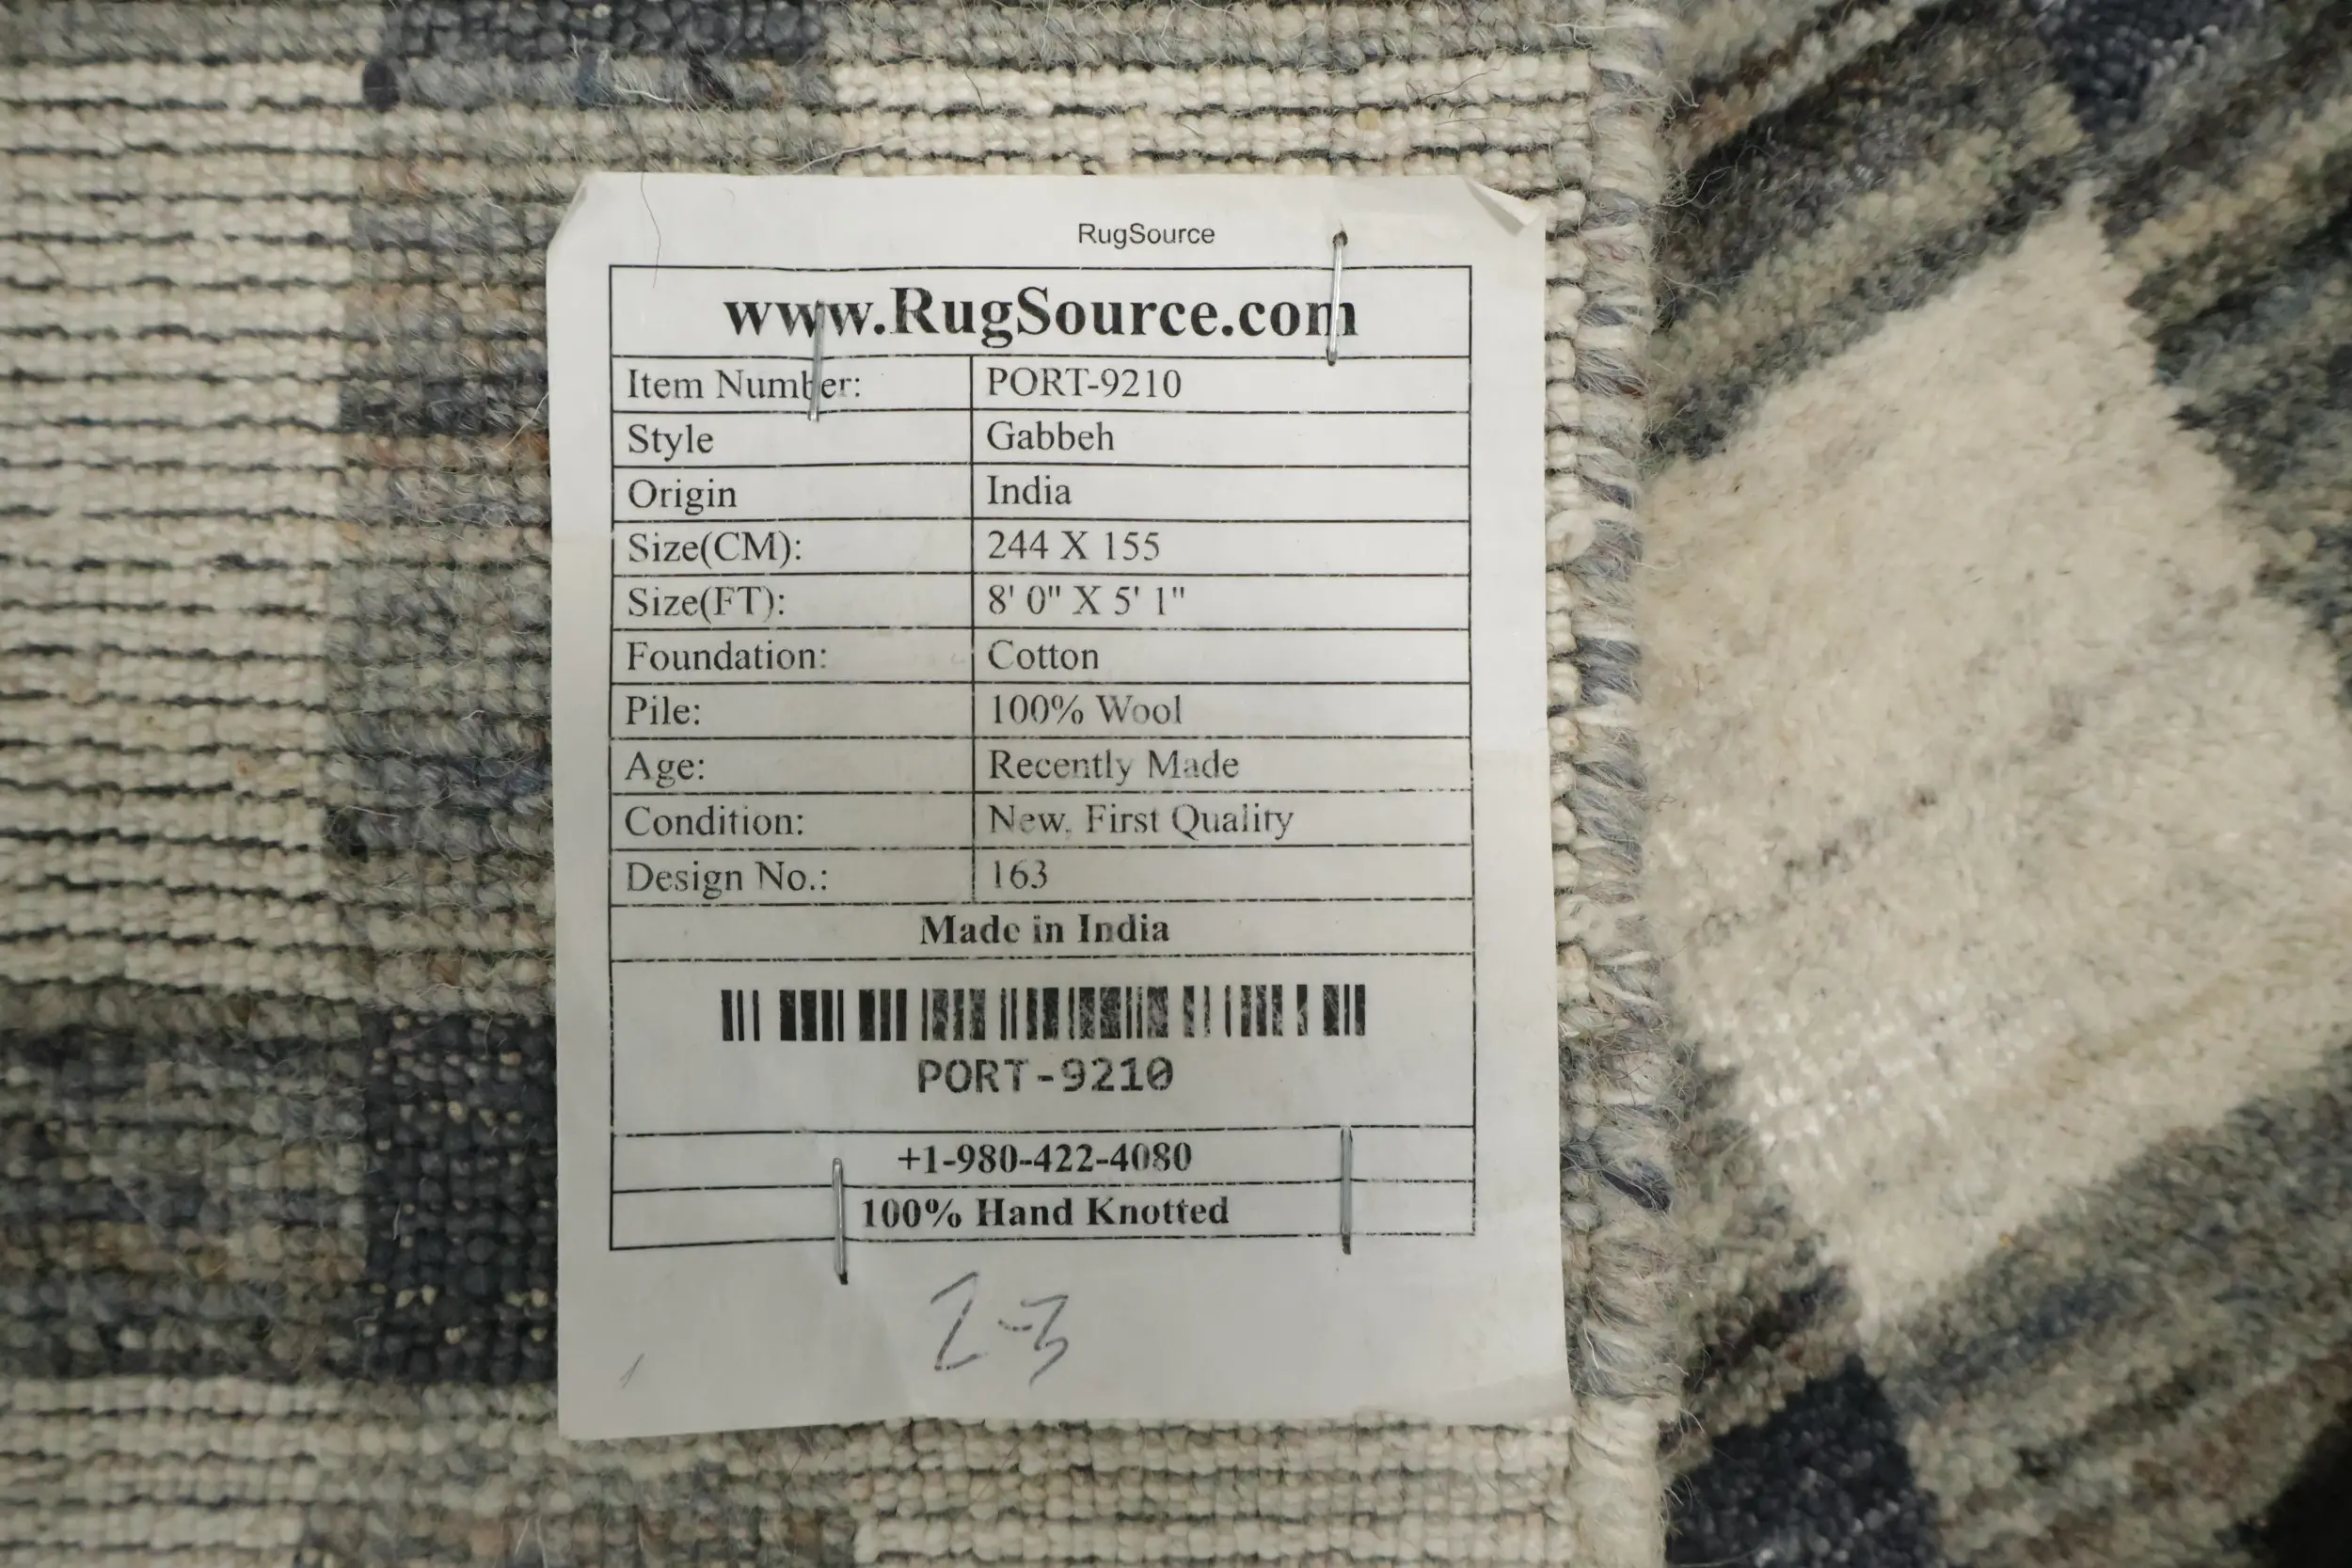 RugSource
www.RugSource.com
Item Number: PORT-9210
Style Gabbeh
Origin India
Size(CM): 244 X 155
Size(FT): 8' 0" X 5' 1"
Foundation: Cotton
Pile: 100% Wool
Age: Recently Made
Condition: New, First Quality
Design No.: 163
Made in India
PORT-9210
+1-980-422-4080
100% Hand Knotted
2-3